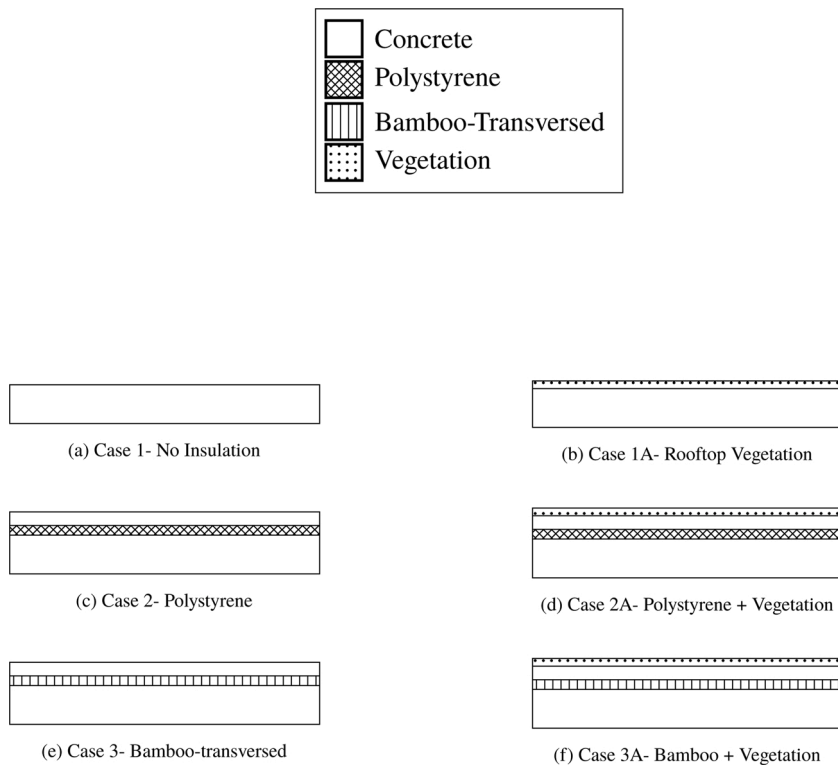 Concrete
Polystyrene
Bamboo-Transversed
Vegetation
(a) Case 1- No Insulation
(b) Case 1A- Rooftop Vegetation
(c) Case 2- Polystyrene
(d) Case 2A- Polystyrene + Vegetation
(e) Case 3- Bamboo-transversed
(f) Case 3A- Bamboo + Vegetation